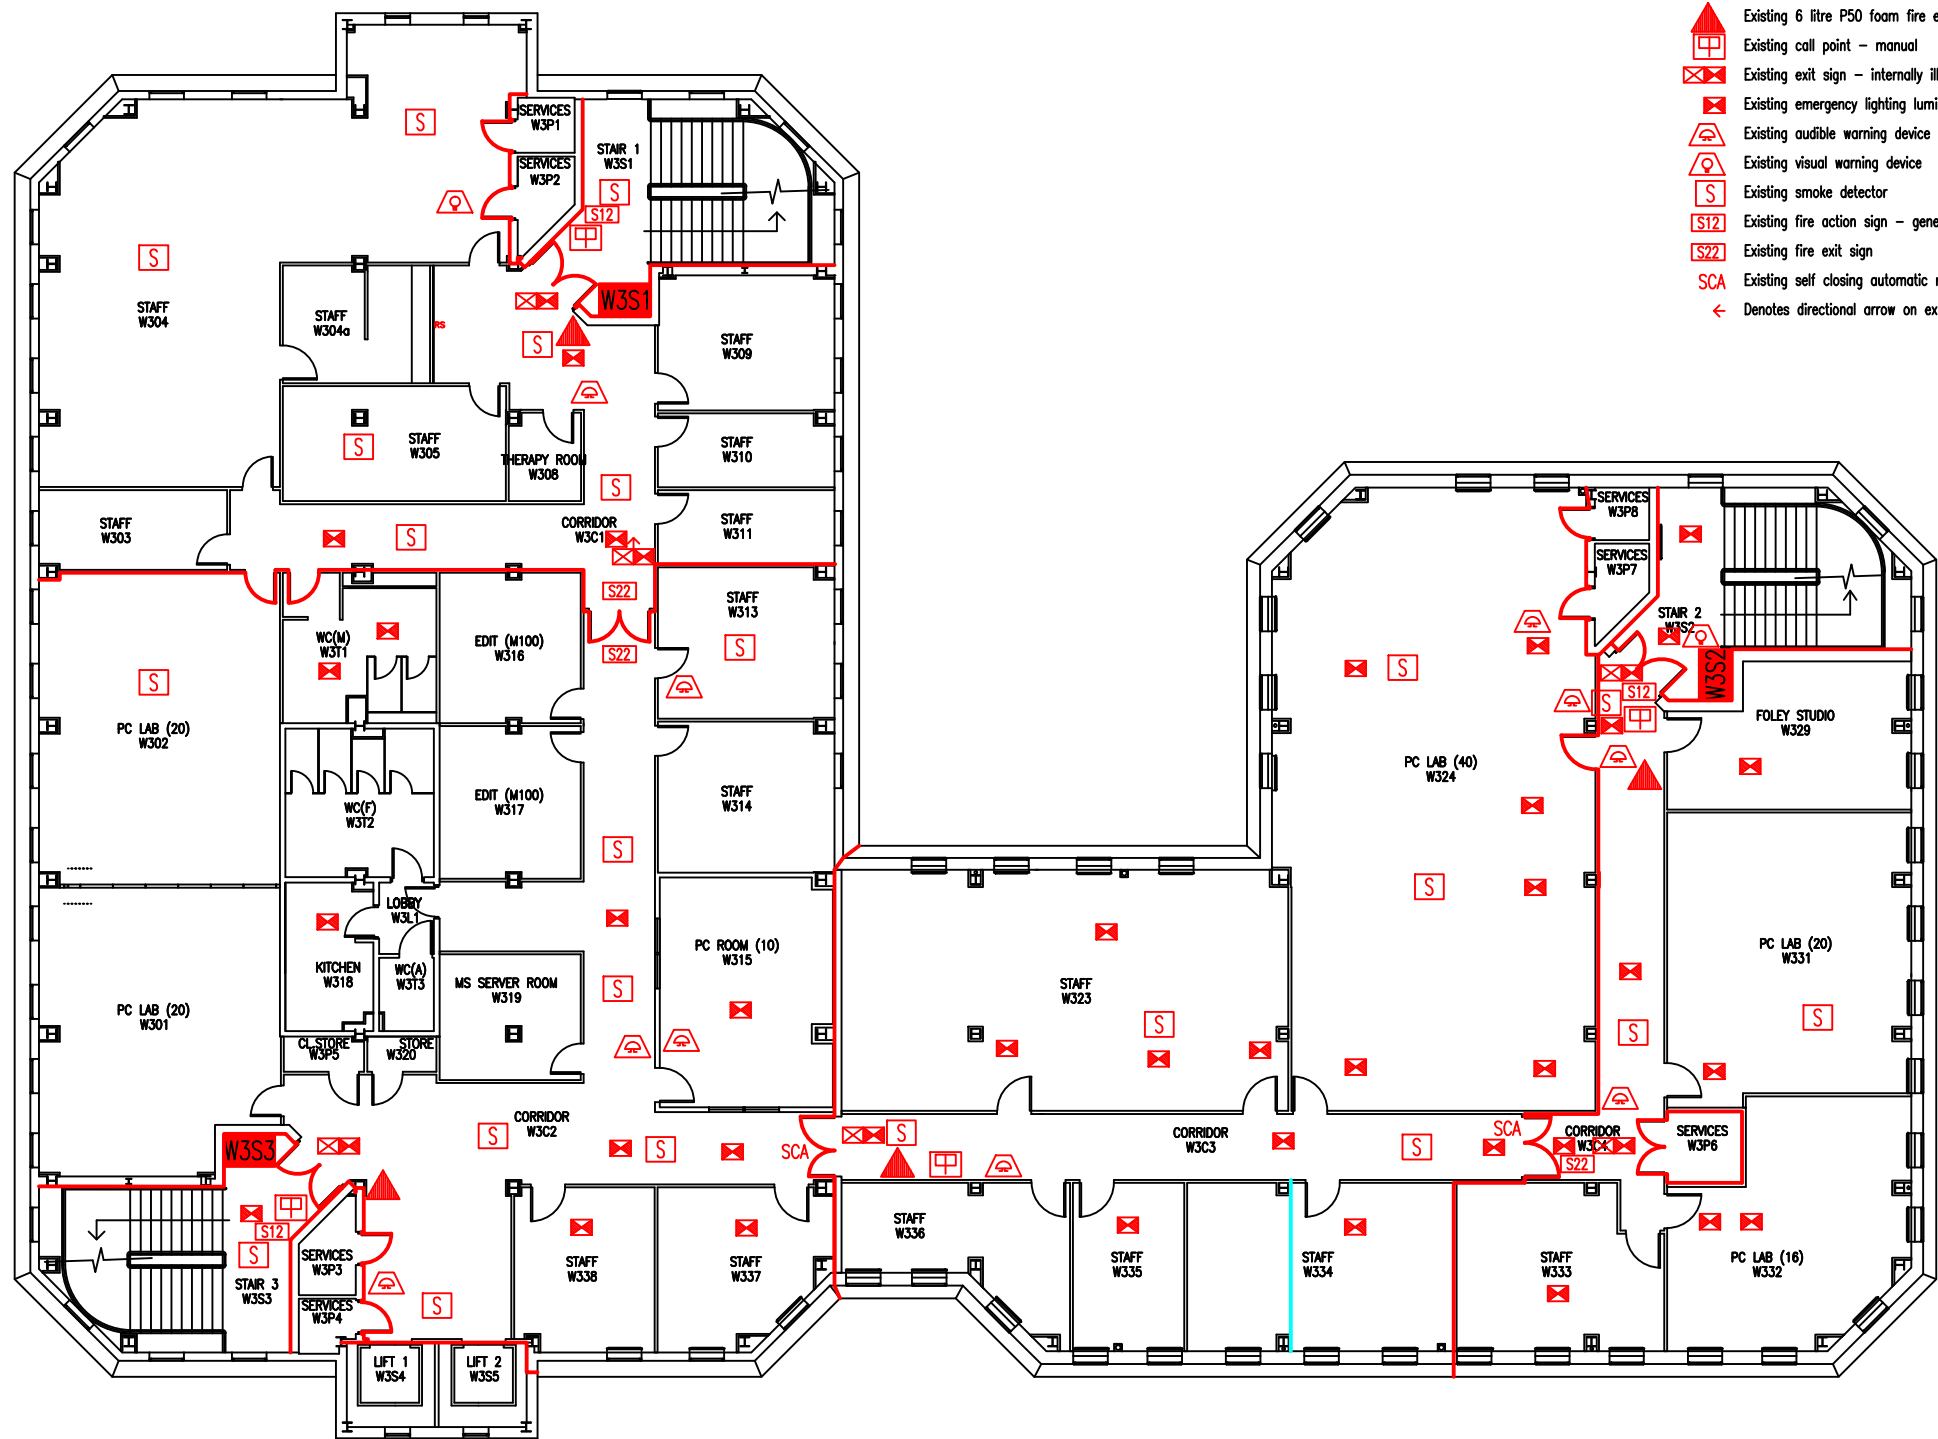 Existing 6 litre P50 foam fire e
Existing call point – manual
Existing exit sign – internally ill
Existing emergency lighting lumi
Existing audible warning device
Existing visual warning device
S Existing smoke detector
S12 Existing fire action sign – gene
S22 Existing fire exit sign
SCA Existing self closing automatic r
Denotes directional arrow on ex
S
SERVICES
W3P1
STAIR 1
W3S1
SERVICES
W3P2
S
S12
S
STAFF
W304
STAFF
W304a
RS
W3S1
S
STAFF
W309
S
STAFF
W305
THERAPY ROOM
W308
STAFF
W310
S
STAFF
W303
S
CORRIDOR
W3C1
STAFF
W311
S22
S22
STAFF
W313
S
WC(M)
W3T1
EDIT (M100)
W316
S
PC LAB (20)
W302
WC(F)
W3T2
EDIT (M100)
W317
STAFF
W314
S
LOBBY
W3L1
KITCHEN
W318
WC(A)
W3T3
MS SERVER ROOM
W319
S
PC ROOM (10)
W315
PC LAB (20)
W301
CL.STORE
W3P5
STORE
W320
CORRIDOR
W3C2
S
S
SCA
W3S3
S12
S
STAIR 3
W3S3
SERVICES
W3P3
SERVICES
W3P4
S
STAFF
W338
STAFF
W337
LIFT 1
W3S4
LIFT 2
W3S5
STAFF
W323
S
S
CORRIDOR
W3C3
S
SCA
STAFF
W336
STAFF
W335
STAFF
W334
STAFF
W333
SERVICES
W3P8
SERVICES
W3P7
STAIR 2
W3S2
W3S2
S
S12
S
FOLEY STUDIO
W329
PC LAB (40)
W324
S
PC LAB (20)
W331
S
S
CORRIDOR
W3C4
S22
SERVICES
W3P6
PC LAB (16)
W332